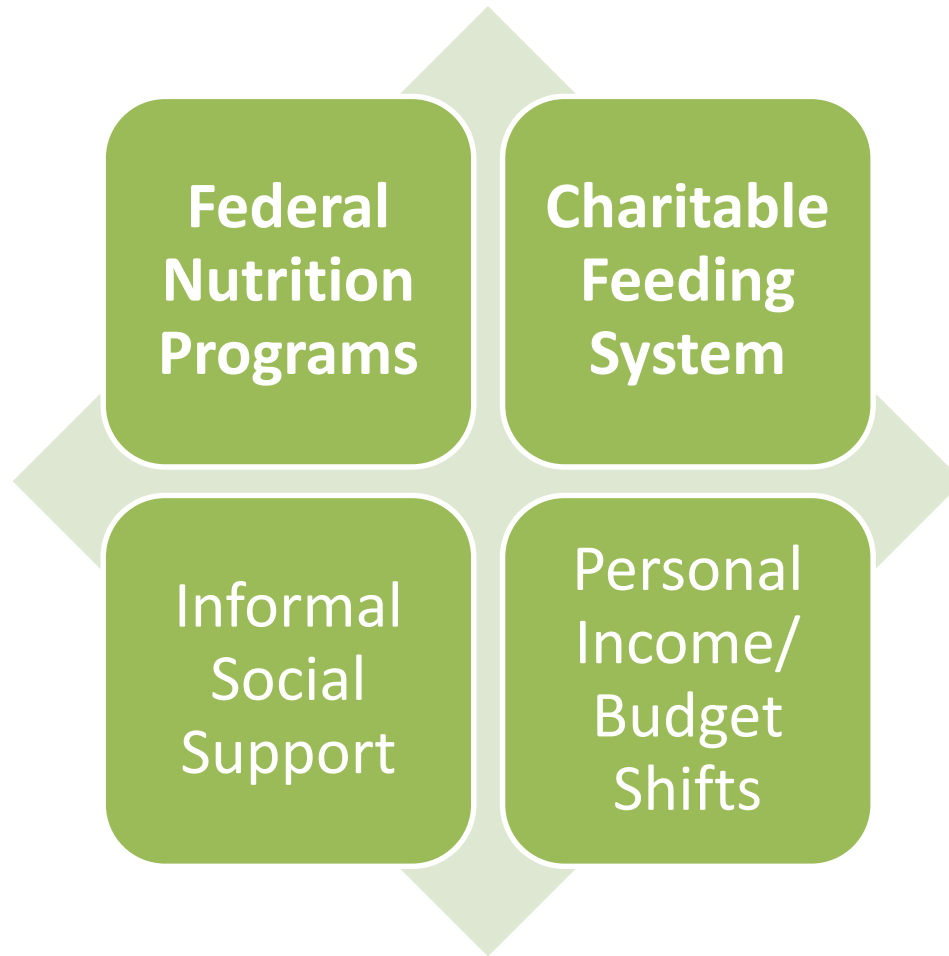 Federal
Nutrition
Programs
Charitable
Feeding
System
Informal
Social
Support
Personal
Income/
Budget
Shifts